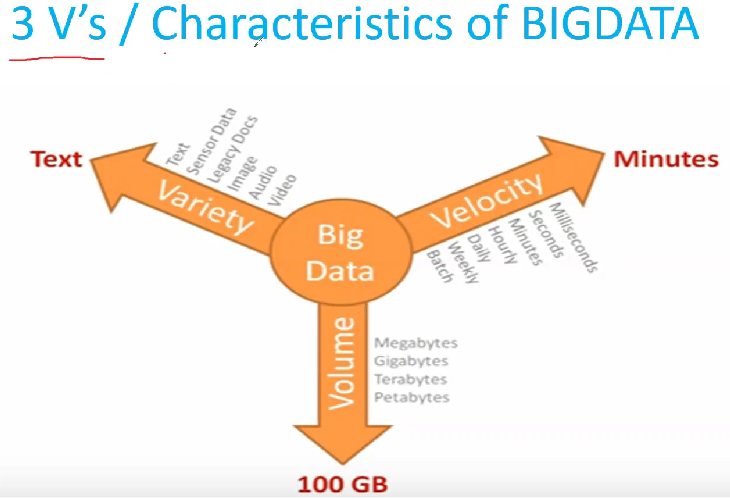 3 V's / Characteristics of BIGDATA
Text
Variety
Text
Sensor Data
Legacy Docs
Image
Audio
Video
Big
Data
Velocity
Minutes
Batch
Weekly
Daily
Hourly
Minutes
Seconds
Milliseconds
Volume
Megabytes
Gigabytes
Terabytes
Petabytes
100 GB